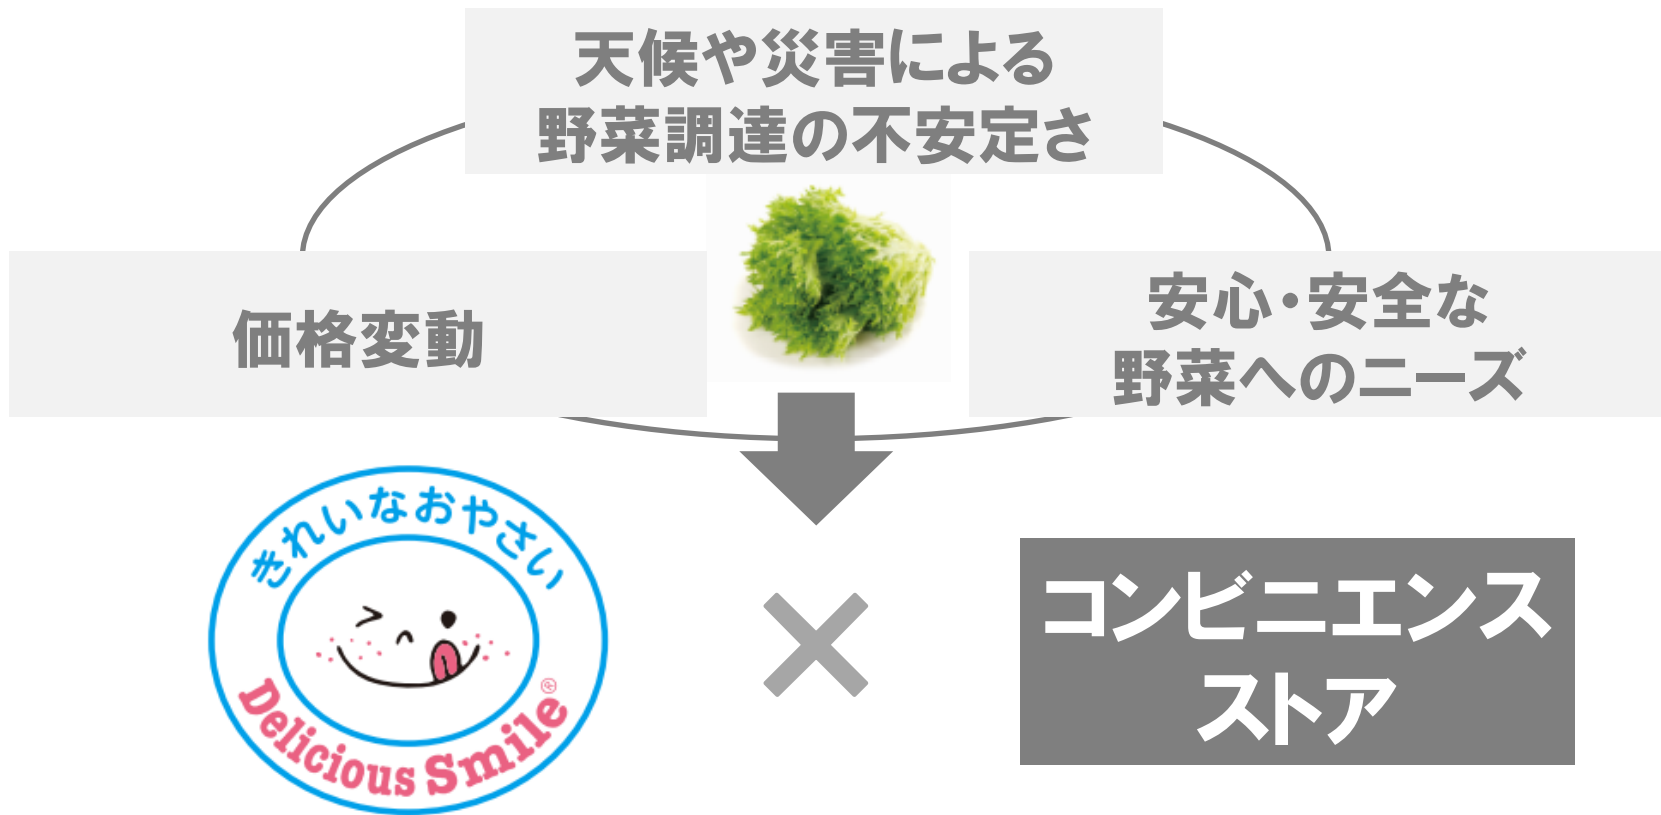 天候や災害による
野菜調達の不安定さ
価格変動
安心・安全な
野菜へのニーズ
きれいなおやさい
Delicious Smile®
コンビニエンス
ストア